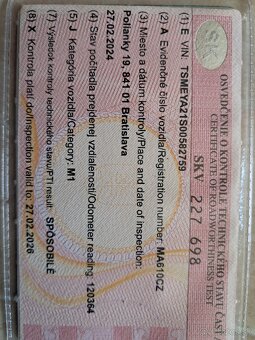 OSVEDČENIE O KONTROLE TECHNICKÉHO STAVU ČASŤ
CERTIFICATE OF ROADWORTHINESS TEST
SKV 227 698
(1) E VIN: TSMEYA21S00582759
(2) A Evidenčné číslo vozidla/Registration number: MA610CZ
(3) Miesto a dátum kontroly/Place and date of inspection:
Polianky 19, 841 01 Bratislava
27.02.2024
(4) Stav počítadla prejdenej vzdialenosti/Odometer reading: 120364
(5) J Kategória vozidla/Category: M1
(7) Výsledok kontroly technického stavu/PTI result: SPÔSOBILÉ
(8) X Kontrola platí do/Inspection valid to: 27.02.2026